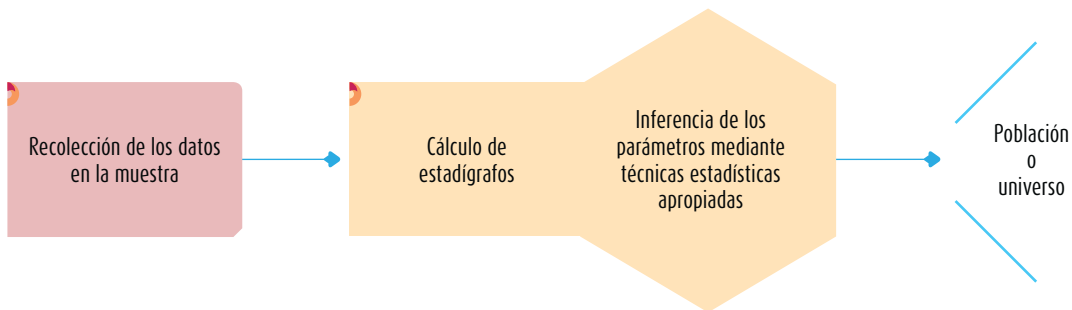 Recolección de los datos
en la muestra
Cálculo de
estadígrafos
Inferencia de los
parámetros mediante
técnicas estadísticas
apropiadas
Población
o
universo